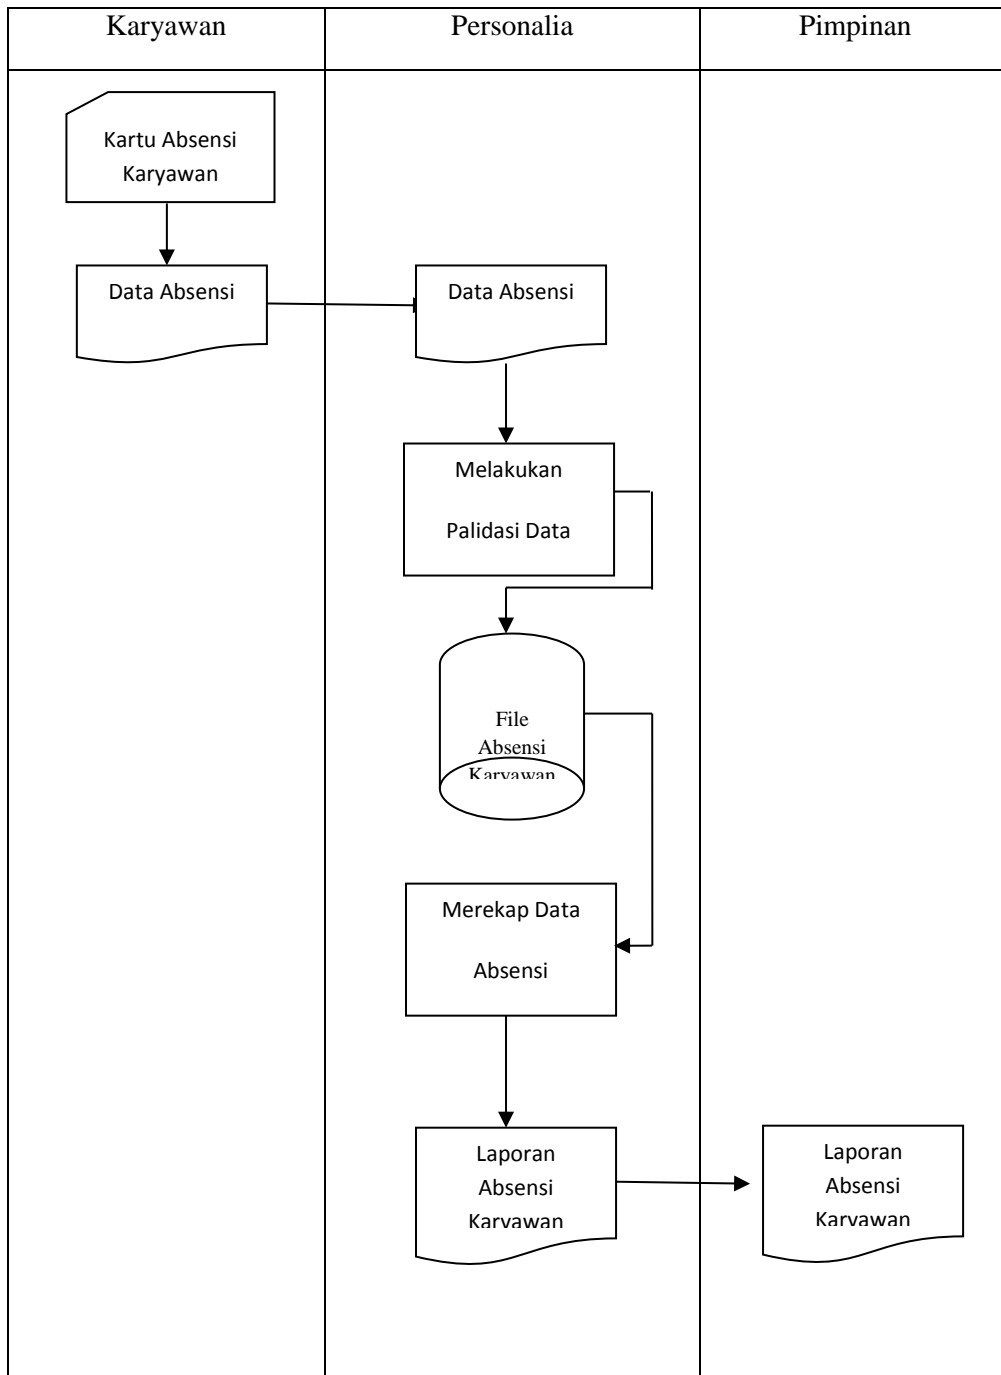 Karyawan
Personalia
Pimpinan
Kartu Absensi
Karyawan
Data Absensi
Data Absensi
Melakukan
Palidasi Data
File
Absensi
Karyawan
Merekap Data
Absensi
Laporan
Absensi
Karyawan
Laporan
Absensi
Karyawan